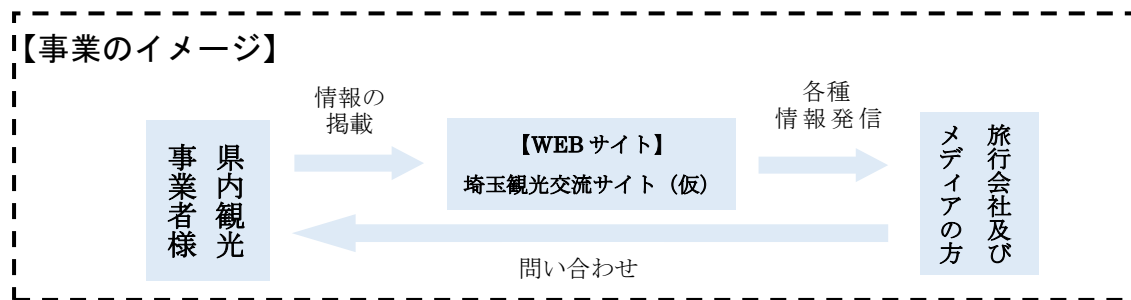 【事業のイメージ】
情報の
掲載
各種
情報発信
県内観光
事業者様
【WEBサイト】
埼玉観光交流サイト（仮）
旅行会社及び
メディアの方
問い合わせ